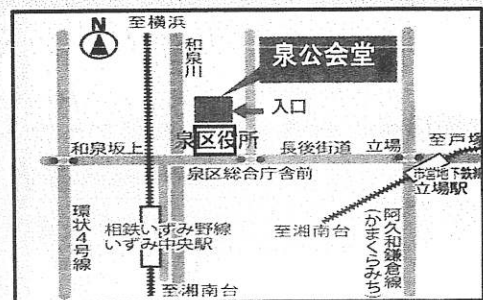 N
至横浜
和泉川
泉公会堂
入口
泉区役所
和泉坂上
長後街道
立場
至戸塚
泉区総合庁舎前
市営地下鉄線
立場駅
環状4号線
相鉄いずみ野線
いずみ中央駅
至湘南台
阿久和鎌倉線
(かまくらみち)
至湘南台